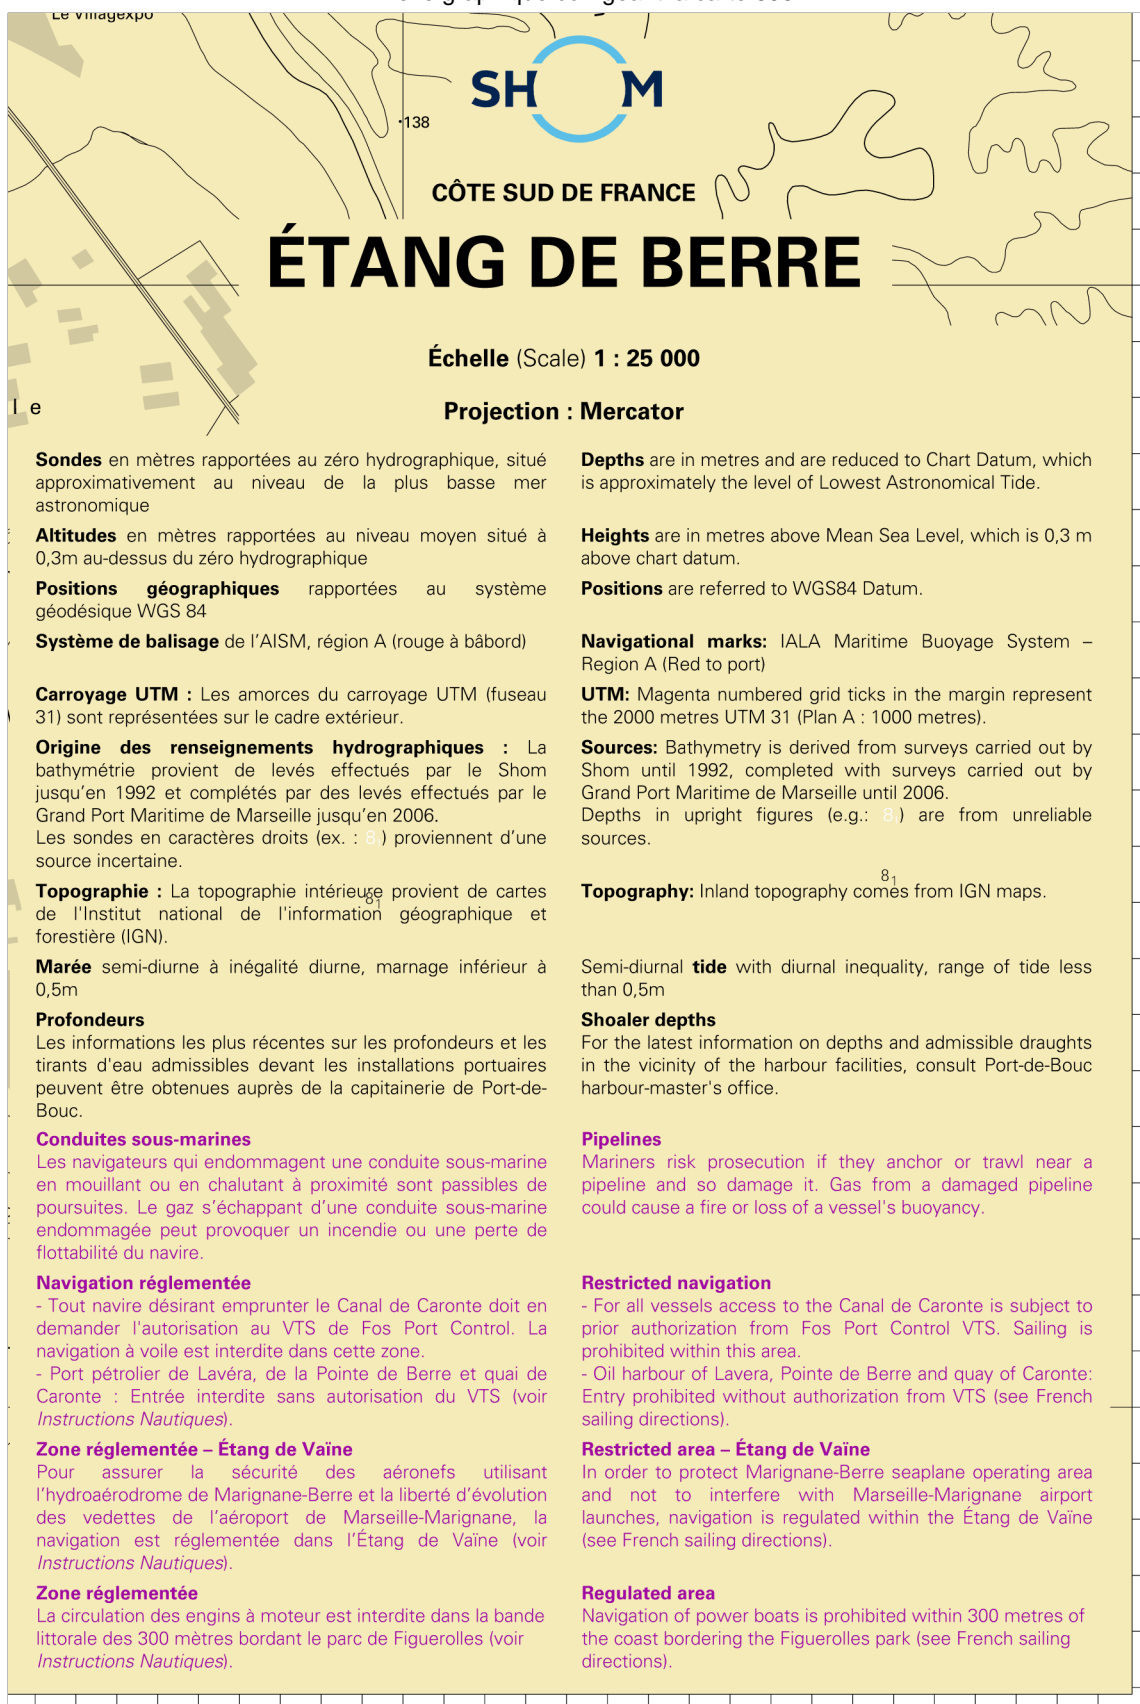 Le Villagexpo
SHOM
138
CÔTE SUD DE FRANCE
ÉTANG DE BERRE
Échelle (Scale) 1 : 25 000
l e
Projection : Mercator
Sondes en mètres rapportées au zéro hydrographique, situé
approximativement au niveau de la plus basse mer
astronomique
Altitudes en mètres rapportées au niveau moyen situé à
0,3m au-dessus du zéro hydrographique
Positions géographiques rapportées au système
géodésique WGS 84
Système de balisage de l’AISM, région A (rouge à bâbord)
Carroyage UTM : Les amorces du carroyage UTM (fuseau
31) sont représentées sur le cadre extérieur.
Origine des renseignements hydrographiques : La
bathymétrie provient de levés effectués par le Shom
jusqu’en 1992 et complétés par des levés effectués par le
Grand Port Maritime de Marseille jusqu’en 2006.
Les sondes en caractères droits (ex. : 8 ) proviennent d’une
source incertaine.
Topographie : La topographie intérieure provient de cartes
81
de l'Institut national de l'information géographique et
forestière (IGN).
Marée semi-diurne à inégalité diurne, marnage inférieur à
0,5m
Profondeurs
Les informations les plus récentes sur les profondeurs et les
tirants d'eau admissibles devant les installations portuaires
peuvent être obtenues auprès de la capitainerie de Port-de-
Bouc.
Conduites sous-marines
Les navigateurs qui endommagent une conduite sous-marine
en mouillant ou en chalutant à proximité sont passibles de
poursuites. Le gaz s’échappant d’une conduite sous-marine
endommagée peut provoquer un incendie ou une perte de
flottabilité du navire.
Navigation réglementée
- Tout navire désirant emprunter le Canal de Caronte doit en
demander l'autorisation au VTS de Fos Port Control. La
navigation à voile est interdite dans cette zone.
- Port pétrolier de Lavéra, de la Pointe de Berre et quai de
Caronte : Entrée interdite sans autorisation du VTS (voir
Instructions Nautiques).
Zone réglementée – Étang de Vaïne
Pour assurer la sécurité des aéronefs utilisant
l’hydroaérodrome de Marignane-Berre et la liberté d’évolution
des vedettes de l’aéroport de Marseille-Marignane, la
navigation est réglementée dans l’Étang de Vaïne (voir
Instructions Nautiques).
Zone réglementée
La circulation des engins à moteur est interdite dans la bande
littorale des 300 mètres bordant le parc de Figuerolles (voir
Instructions Nautiques).
Depths are in metres and are reduced to Chart Datum, which
is approximately the level of Lowest Astronomical Tide.
Heights are in metres above Mean Sea Level, which is 0,3 m
above chart datum.
Positions are referred to WGS84 Datum.
Navigational marks: IALA Maritime Buoyage System –
Region A (Red to port)
UTM: Magenta numbered grid ticks in the margin represent
the 2000 metres UTM 31 (Plan A : 1000 metres).
Sources: Bathymetry is derived from surveys carried out by
Shom until 1992, completed with surveys carried out by
Grand Port Maritime de Marseille until 2006.
Depths in upright figures (e.g.: 8 ) are from unreliable
sources.
81
Topography: Inland topography comes from IGN maps.
Semi-diurnal tide with diurnal inequality, range of tide less
than 0,5m
Shoaler depths
For the latest information on depths and admissible draughts
in the vicinity of the harbour facilities, consult Port-de-Bouc
harbour-master's office.
Pipelines
Mariners risk prosecution if they anchor or trawl near a
pipeline and so damage it. Gas from a damaged pipeline
could cause a fire or loss of a vessel's buoyancy.
Restricted navigation
- For all vessels access to the Canal de Caronte is subject to
prior authorization from Fos Port Control VTS. Sailing is
prohibited within this area.
- Oil harbour of Lavera, Pointe de Berre and quay of Caronte:
Entry prohibited without authorization from VTS (see French
sailing directions).
Restricted area – Étang de Vaïne
In order to protect Marignane-Berre seaplane operating area
and not to interfere with Marseille-Marignane airport
launches, navigation is regulated within the Étang de Vaïne
(see French sailing directions).
Regulated area
Navigation of power boats is prohibited within 300 metres of
the coast bordering the Figuerolles park (see French sailing
directions).